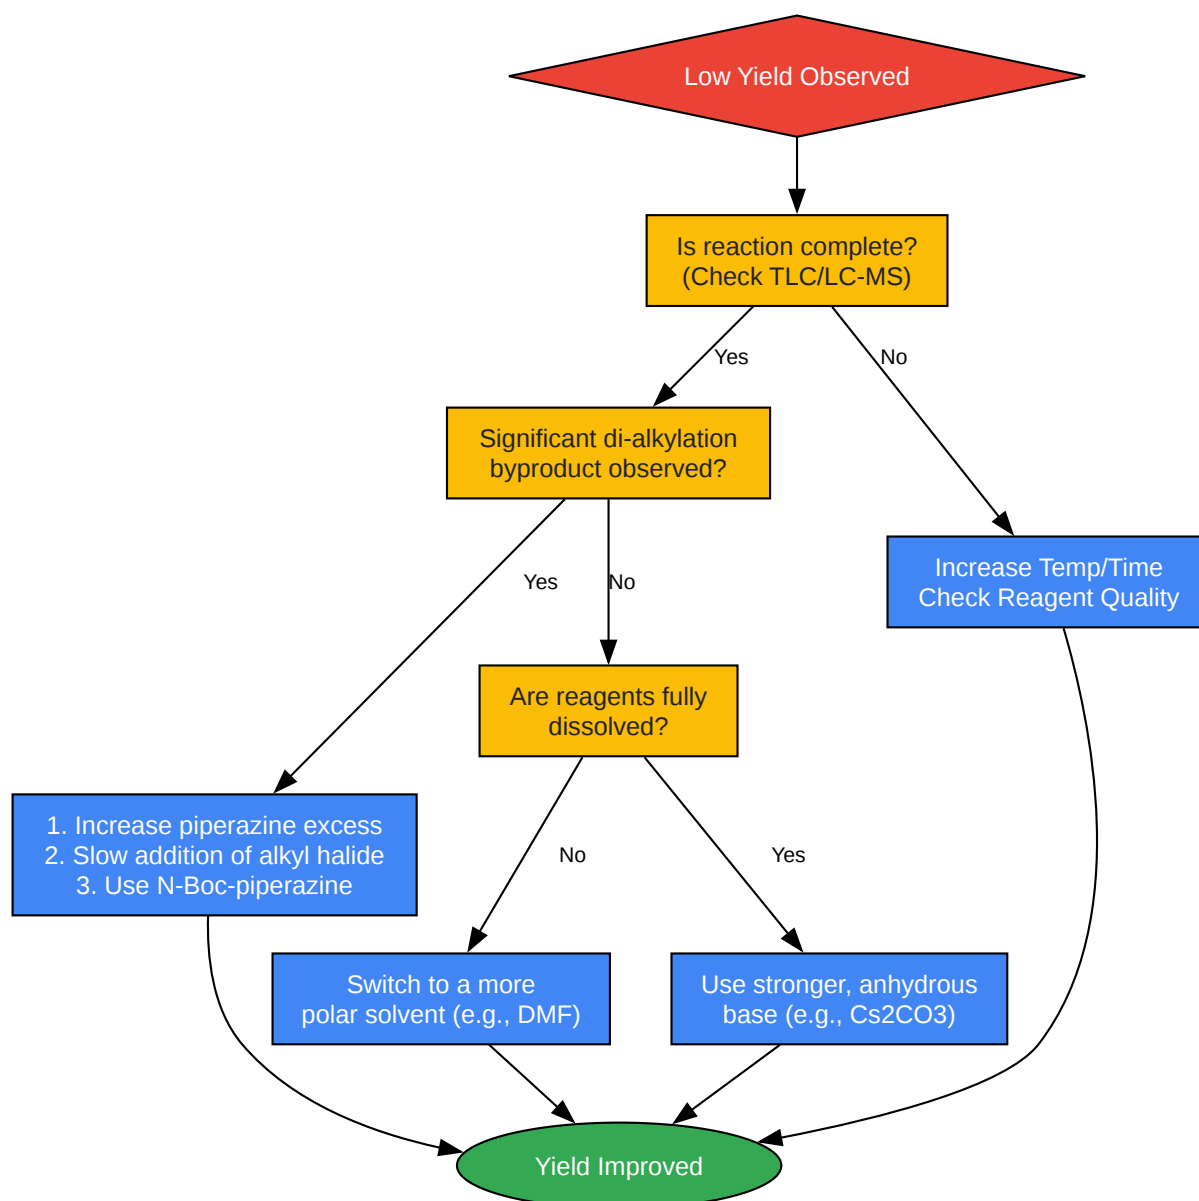 Low Yield Observed
Is reaction complete?
(Check TLC/LC-MS)
Yes
No
Significant di-alkylation
byproduct observed?
Increase Temp/Time
Check Reagent Quality
Yes
No
Are reagents fully
dissolved?
1. Increase piperazine excess
2. Slow addition of alkyl halide
3. Use N-Boc-piperazine
No
Yes
Switch to a more
polar solvent (e.g., DMF)
Use stronger, anhydrous
base (e.g., Cs2CO3)
Yield Improved